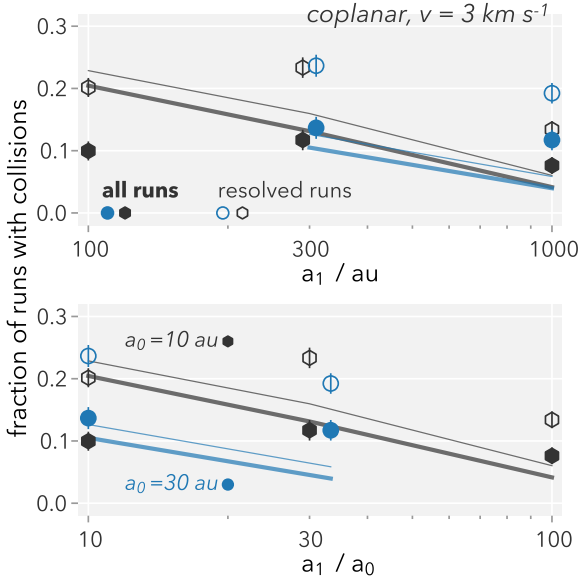 coplanar, v = 3 km s⁻¹
fraction of runs with collisions
0.3
0.2
0.1
0.0
all runs
resolved runs
100
300
1000
a₁ / au
0.3
0.2
0.1
0.0
a₀ = 10 au
a₀ = 30 au
10
30
100
a₁ / a₀